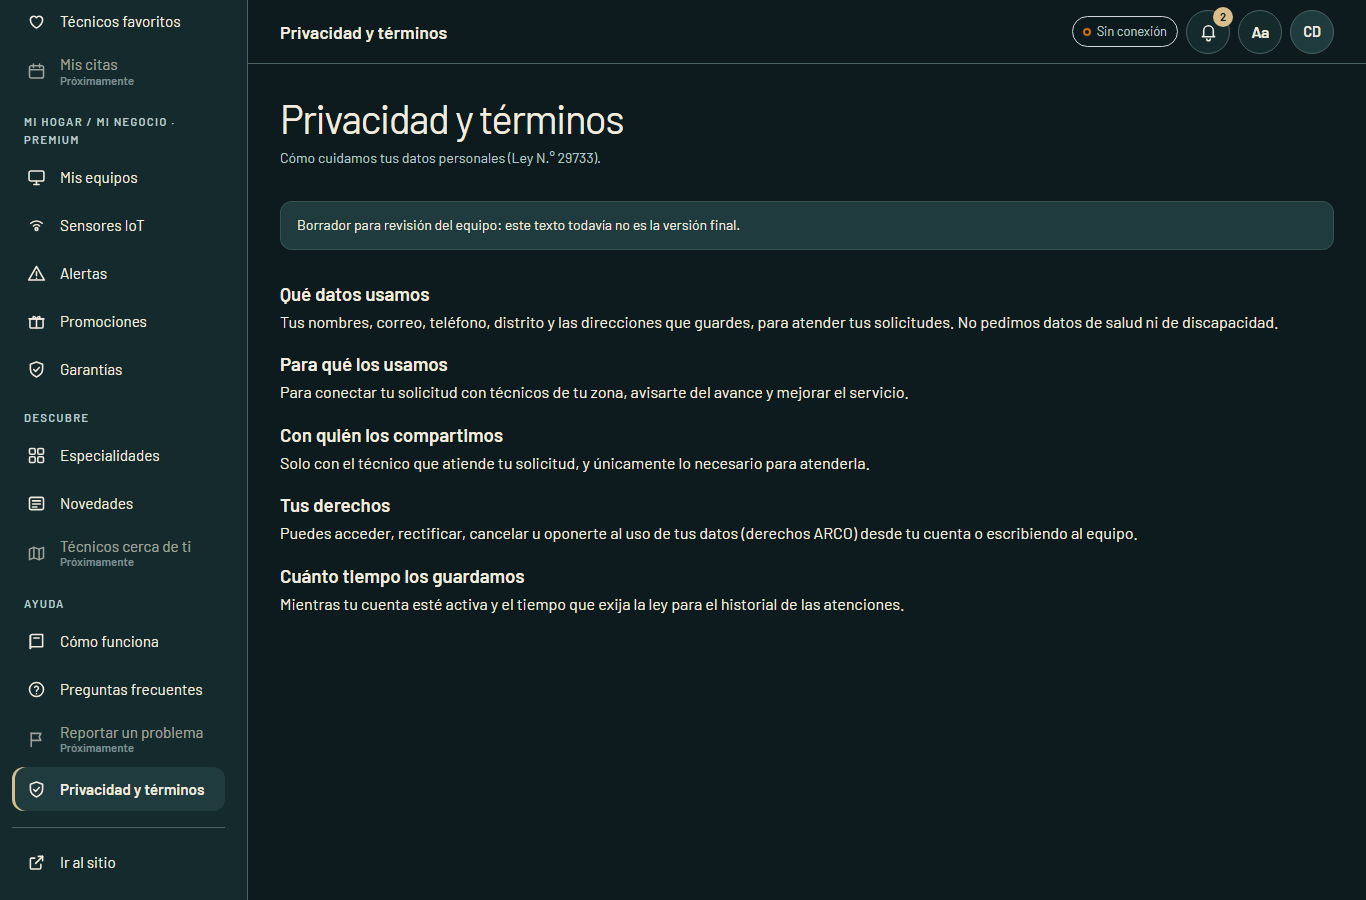 Técnicos favoritos
Mis citas
Próximamente
MI HOGAR / MI NEGOCIO ·
PREMIUM
Mis equipos
Sensores IoT
Alertas
Promociones
Garantías
DESCUBRE
Especialidades
Novedades
Técnicos cerca de ti
Próximamente
AYUDA
Cómo funciona
Preguntas frecuentes
Reportar un problema
Próximamente
Privacidad y términos
Ir al sitio
Privacidad y términos
Sin conexión
2
Aa
CD
Privacidad y términos
Cómo cuidamos tus datos personales (Ley N.° 29733).
Borrador para revisión del equipo: este texto todavía no es la versión final.
Qué datos usamos
Tus nombres, correo, teléfono, distrito y las direcciones que guardes, para atender tus solicitudes. No pedimos datos de salud ni de discapacidad.
Para qué los usamos
Para conectar tu solicitud con técnicos de tu zona, avisarte del avance y mejorar el servicio.
Con quién los compartimos
Solo con el técnico que atiende tu solicitud, y únicamente lo necesario para atenderla.
Tus derechos
Puedes acceder, rectificar, cancelar u oponerte al uso de tus datos (derechos ARCO) desde tu cuenta o escribiendo al equipo.
Cuánto tiempo los guardamos
Mientras tu cuenta esté activa y el tiempo que exija la ley para el historial de las atenciones.